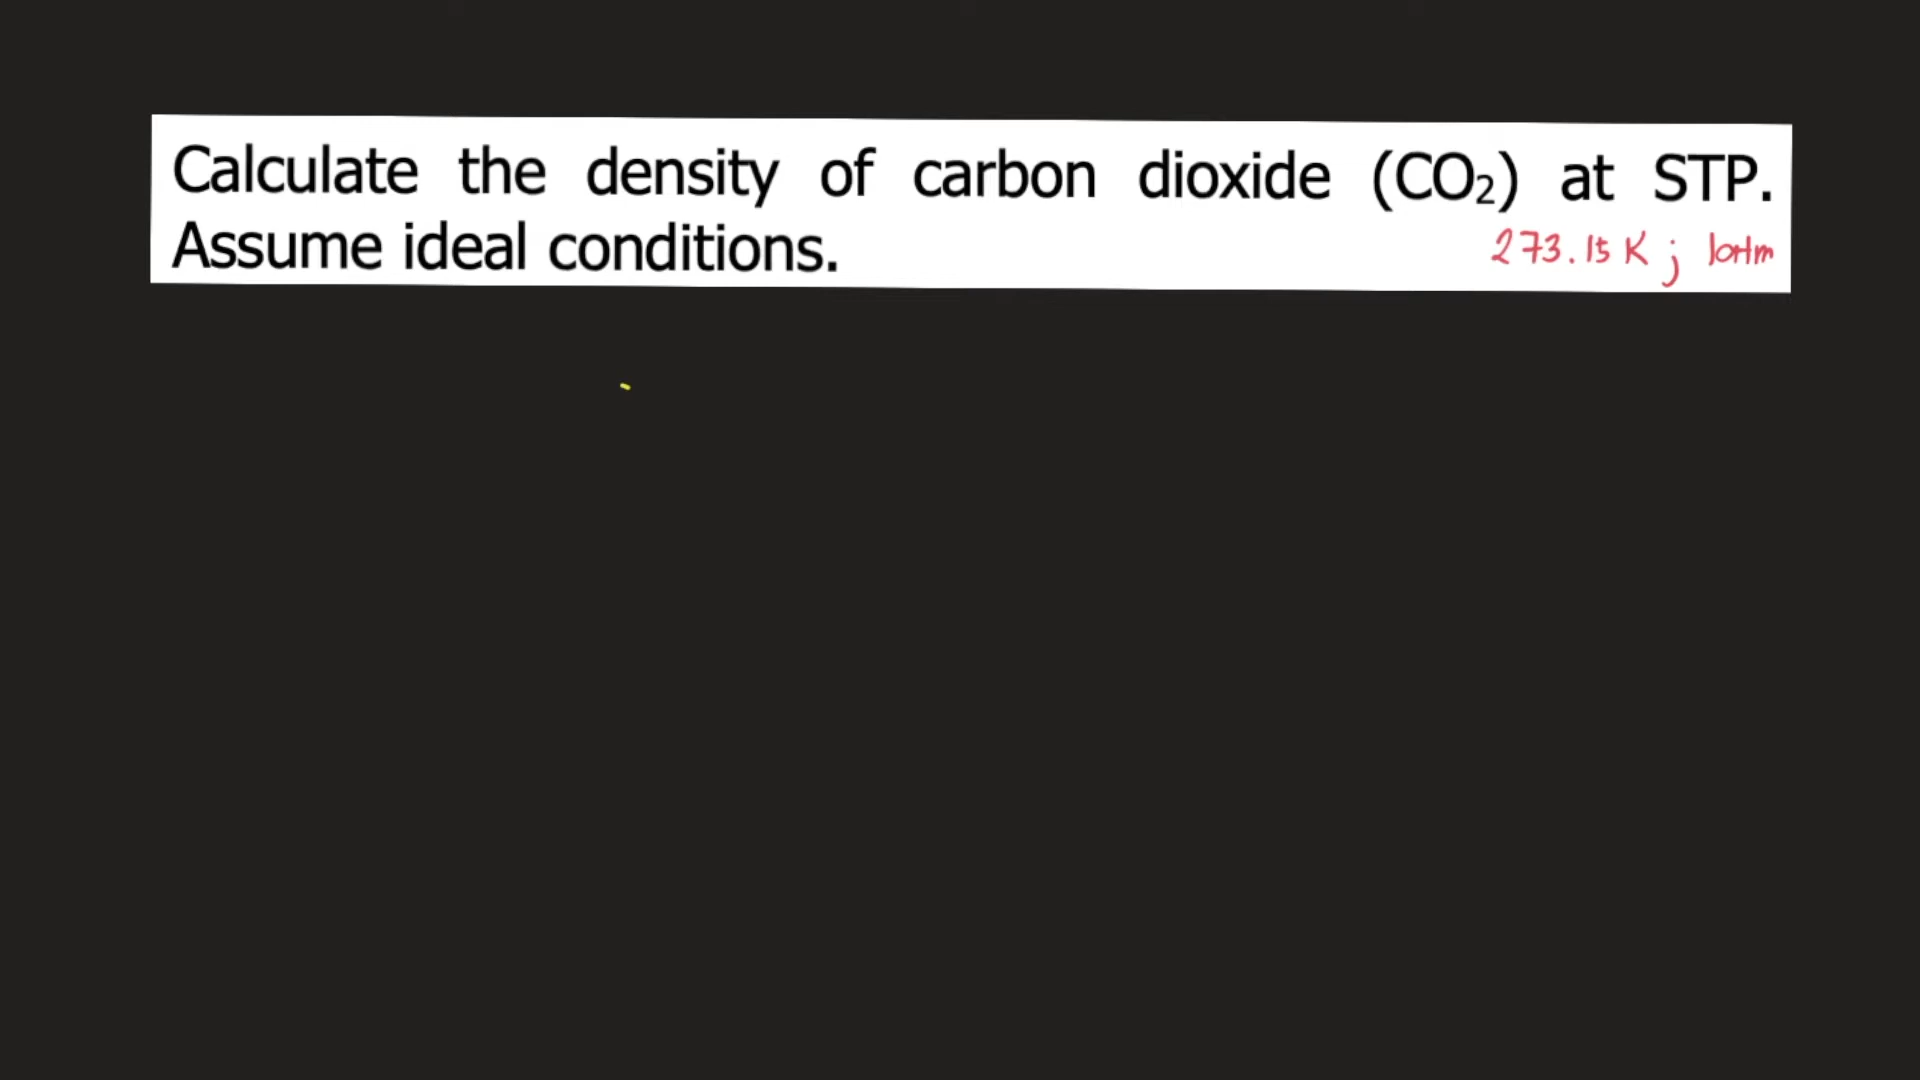 Calculate the density of carbon dioxide (CO₂) at STP.
Assume ideal conditions.
273.15 K ; 1atm